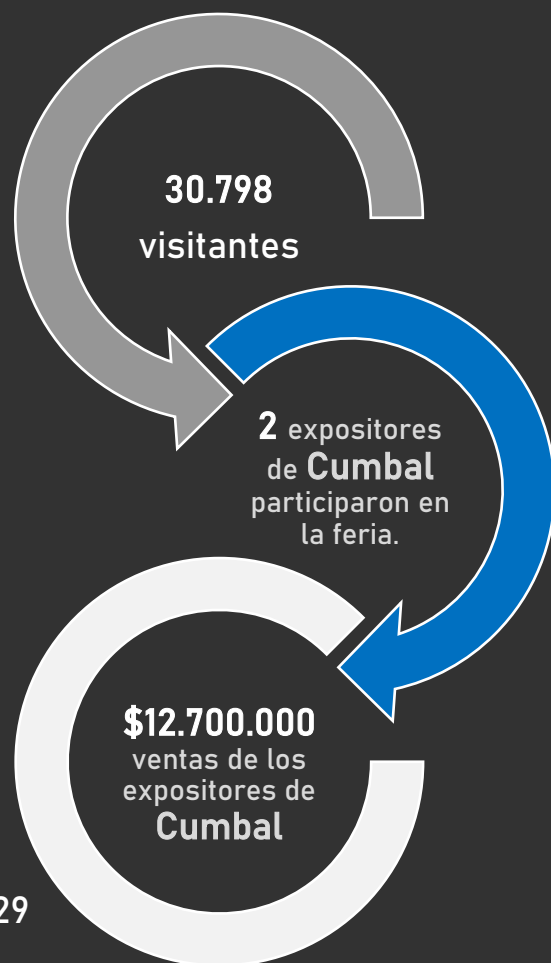 30.798
visitantes
2 expositores
de Cumbal
participaron en
la feria.
$12.700.000
ventas de los
expositores de
Cumbal
29